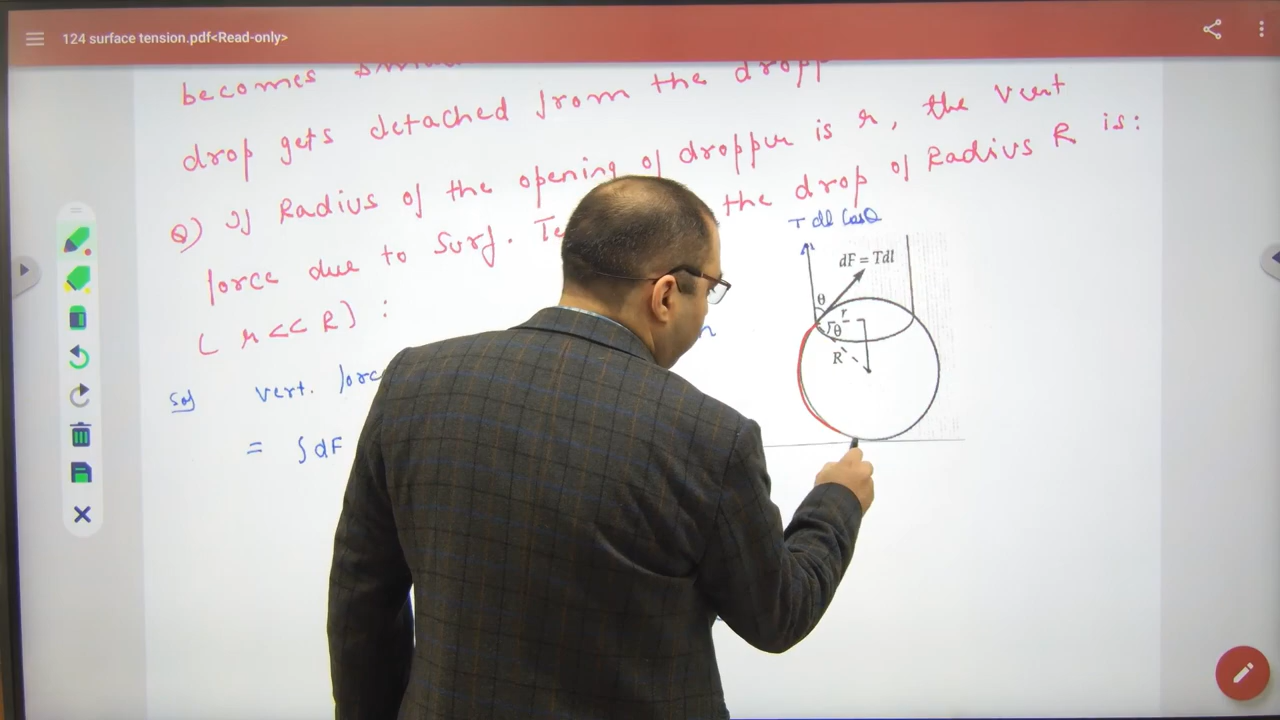 124 surface tension.pdf<Read-only>
becomes
drop gets detached from the dropp
Q) If Radius of the opening of dropper is r, the vert
force due to Surf. Te the drop of Radius R is:
( r << R) :
T dl Cosθ
dF = Tdl
θ
r
θ
R
Sol vert. forc
= ∫ dF